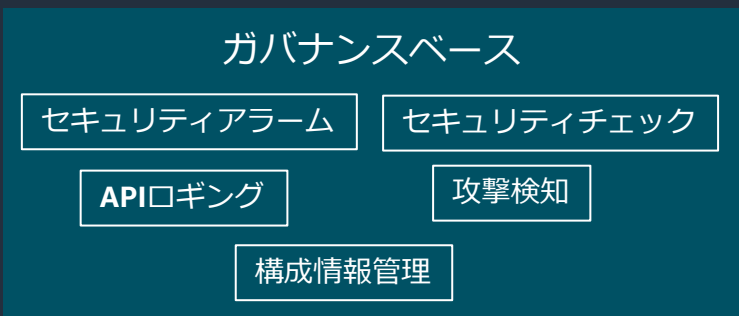 ガバナンスベース
セキュリティアラーム
セキュリティチェック
APIロギング
攻撃検知
構成情報管理